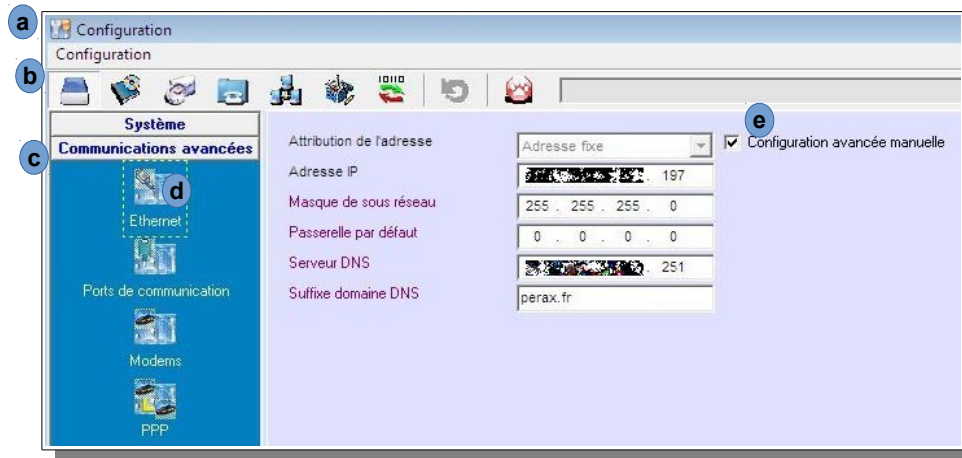 a
Configuration
Configuration
b
10110
Système
c
Communications avancées
d
Ethernet
Ports de communication
Modems
PPP
e
Attribution de l'adresse
Adresse fixe
Configuration avancée manuelle
Adresse IP
. 197
Masque de sous réseau
255 . 255 . 255 . 0
Passerelle par défaut
0 . 0 . 0 . 0
Serveur DNS
. 251
Suffixe domaine DNS
perax.fr